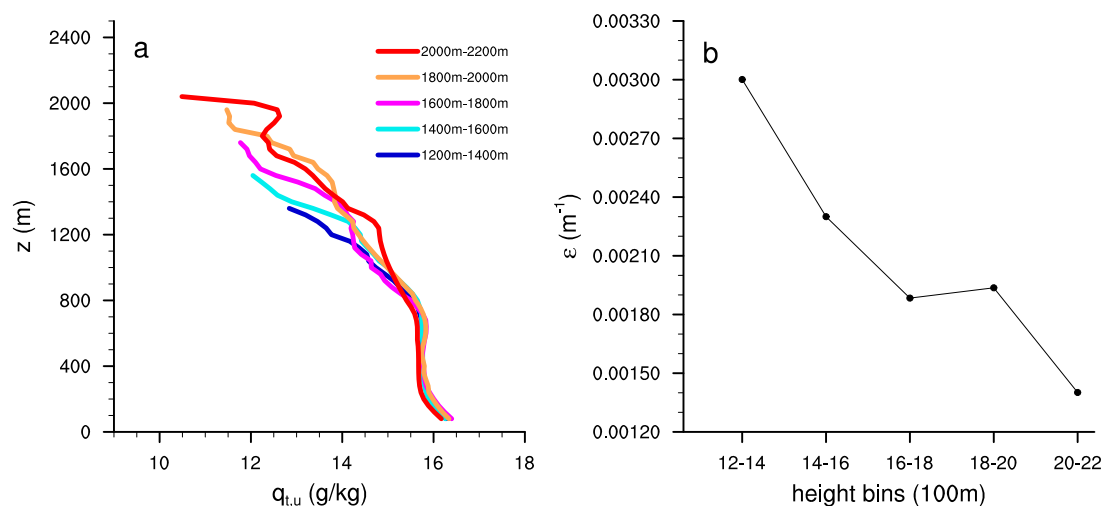 a
2400
2000
1600
1200
800
400
0
z (m)
10
12
14
16
18
q_{t,u} (g/kg)
2000m-2200m
1800m-2000m
1600m-1800m
1400m-1600m
1200m-1400m
b
0.00330
0.00300
0.00270
0.00240
0.00210
0.00180
0.00150
0.00120
ε (m⁻¹)
12-14
14-16
16-18
18-20
20-22
height bins (100m)